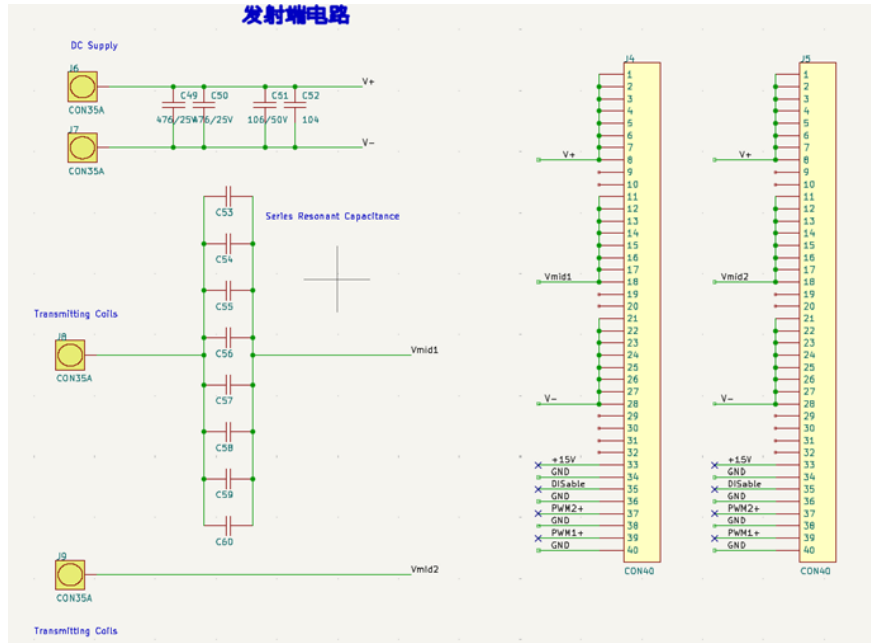 发射端电路
DC Supply
J6
CON35A
V+
C49
C50
C51
C52
476/25V
476/25V
106/50V
104
J7
CON35A
V-
C53
C54
C55
C56
C57
C58
C59
C60
Series Resonant Capacitance
Transmitting Coils
J8
CON35A
Vmid1
J9
CON35A
Vmid2
Transmitting Coils
J4
1
2
3
4
5
6
7
V+ 8
9
10
11
12
13
14
15
16
17
Vmid1 18
19
20
21
22
23
24
25
26
27
V- 28
29
30
31
32
+15V 33
GND 34
DISable 35
GND 36
PWM2+ 37
GND 38
PWM1+ 39
GND 40
CON40
J5
1
2
3
4
5
6
7
V+ 8
9
10
11
12
13
14
15
16
17
Vmid2 18
19
20
21
22
23
24
25
26
27
V- 28
29
30
31
32
+15V 33
GND 34
DISable 35
GND 36
PWM2+ 37
GND 38
PWM1+ 39
GND 40
CON40